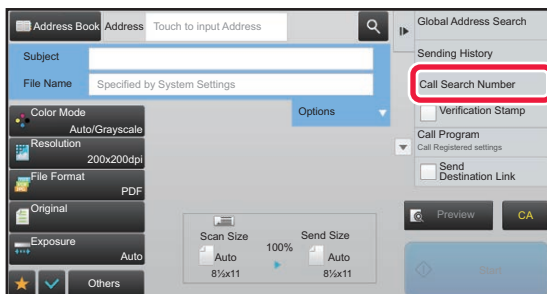 Address Book
Address
Touch to input Address
Subject
File Name
Specified by System Settings
Options
Color Mode
Auto/Grayscale
Resolution
200x200dpi
File Format
PDF
Original
Exposure
Auto
Others
Scan Size
Auto
8½x11
100%
Send Size
Auto
8½x11
Global Address Search
Sending History
Call Search Number
Verification Stamp
Call Program
Call Registered settings
Send
Destination Link
Preview
CA
Start